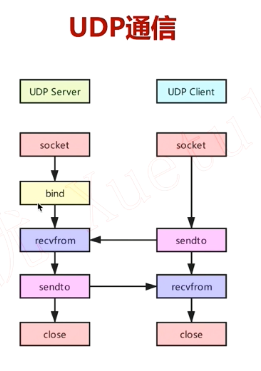 UDP通信
UDP Server
UDP Client
socket
socket
bind
recvfrom
sendto
sendto
recvfrom
close
close